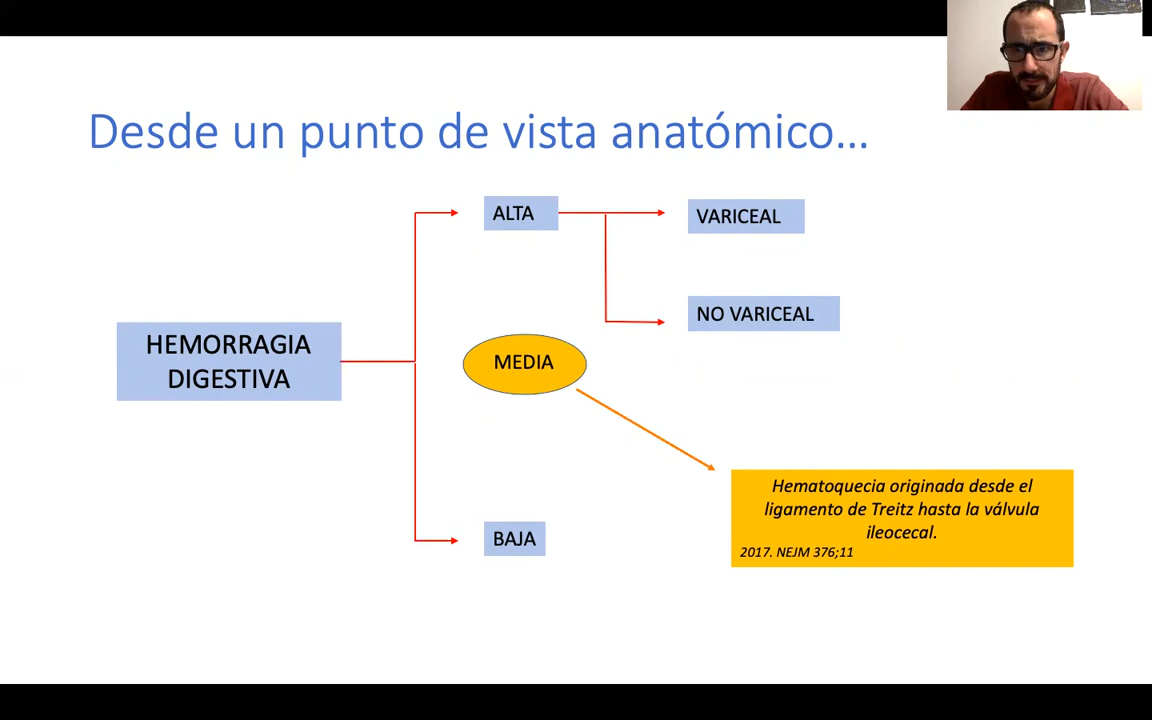 Desde un punto de vista anatómico…
ALTA
VARICEAL
NO VARICEAL
HEMORRAGIA
DIGESTIVA
MEDIA
Hematoquecia originada desde el
ligamento de Treitz hasta la válvula
ileocecal.
2017. NEJM 376;11
BAJA